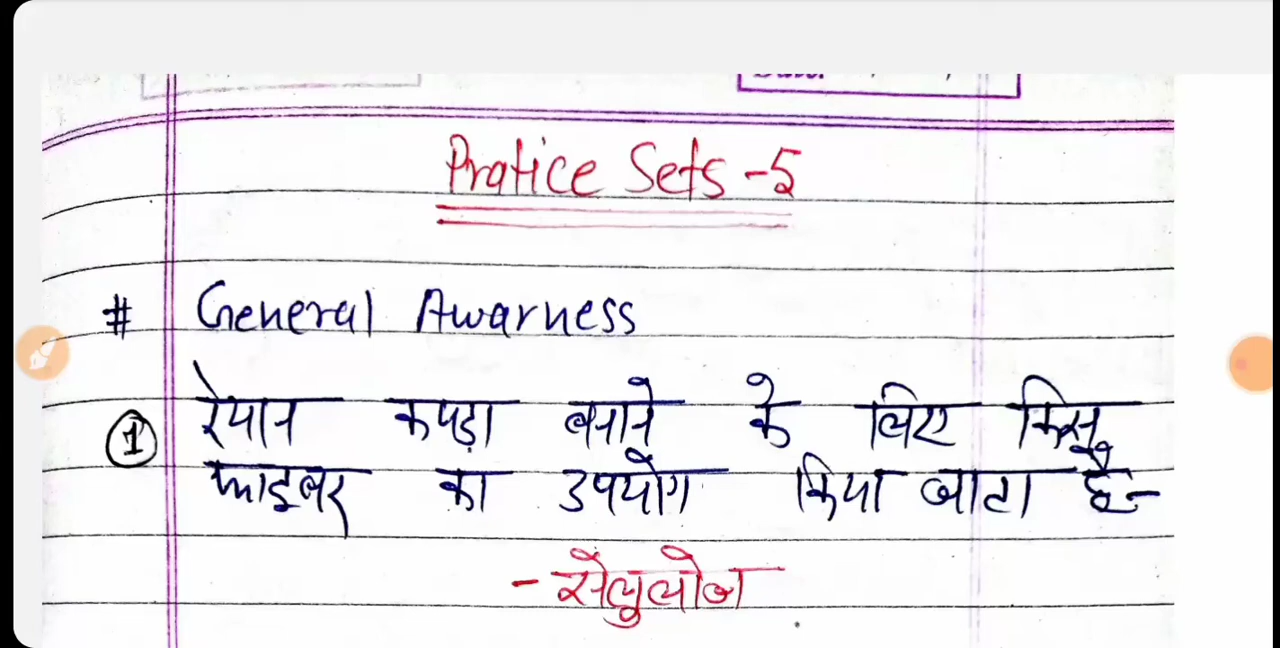 Pratice Sets -5
# General Awarness
① रेयान कपड़ा बनाने के लिए किस
फाइबर का उपयोग किया जाता है-
- सेलुलोज